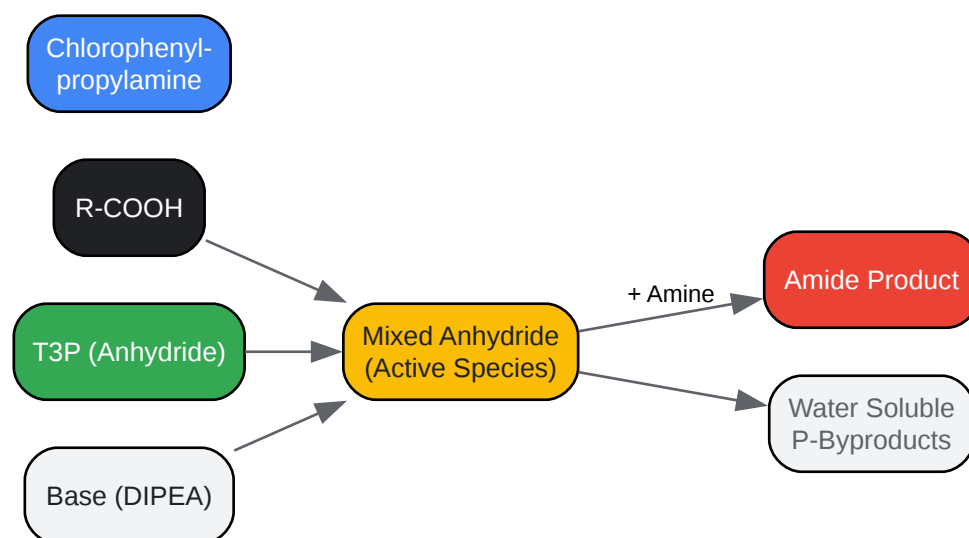 Chlorophenyl-
propylamine
R-COOH
T3P (Anhydride)
Base (DIPEA)
Mixed Anhydride
(Active Species)
+ Amine
Amide Product
Water Soluble
P-Byproducts